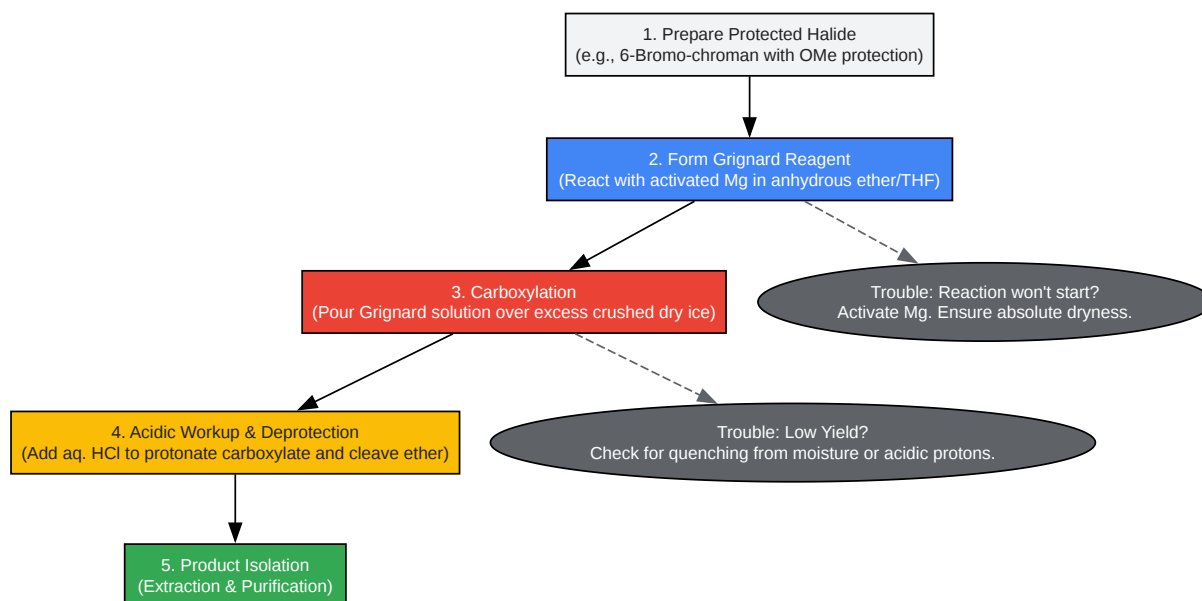 1. Prepare Protected Halide
(e.g., 6-Bromo-chroman with OMe protection)
2. Form Grignard Reagent
(React with activated Mg in anhydrous ether/THF)
3. Carboxylation
(Pour Grignard solution over excess crushed dry ice)
Trouble: Reaction won't start?
Activate Mg. Ensure absolute dryness.
4. Acidic Workup & Deprotection
(Add aq. HCl to protonate carboxylate and cleave ether)
Trouble: Low Yield?
Check for quenching from moisture or acidic protons.
5. Product Isolation
(Extraction & Purification)